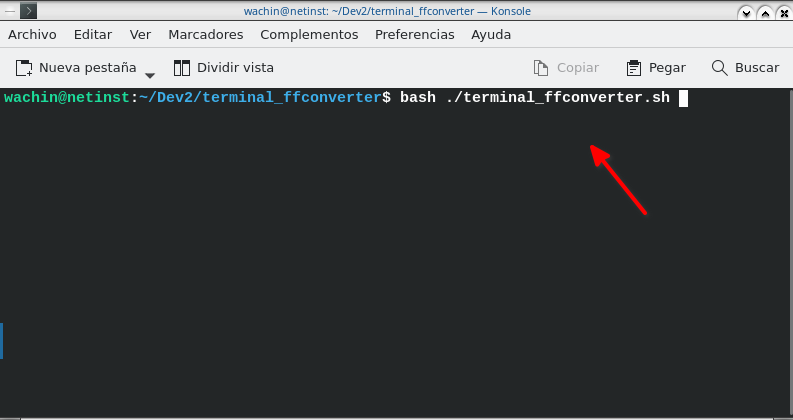 wachin@netinst: ~/Dev2/terminal_ffconverter — Konsole
Archivo Editar Ver Marcadores Complementos Preferencias Ayuda
Nueva pestaña Dividir vista Copiar Pegar Buscar
wachin@netinst:~/Dev2/terminal_ffconverter$ bash ./terminal_ffconverter.sh